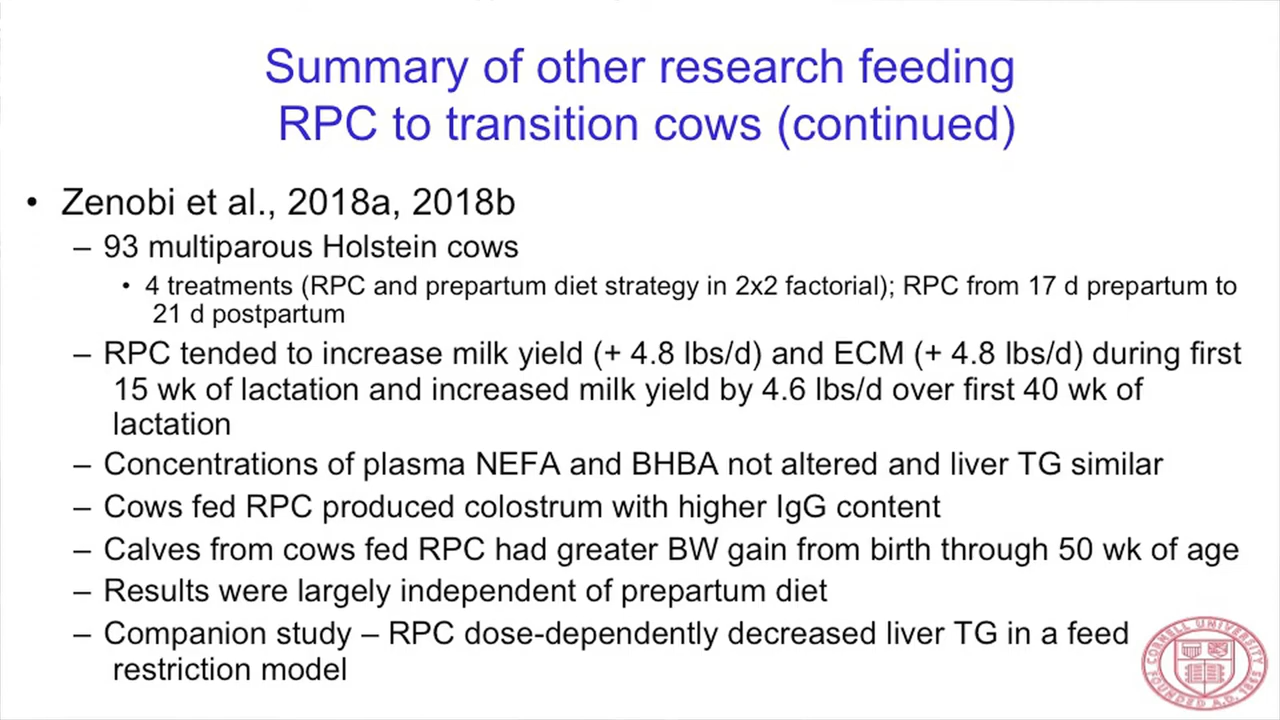 Summary of other research feeding
RPC to transition cows (continued)
• Zenobi et al., 2018a, 2018b
– 93 multiparous Holstein cows
• 4 treatments (RPC and prepartum diet strategy in 2x2 factorial); RPC from 17 d prepartum to
21 d postpartum
– RPC tended to increase milk yield (+ 4.8 lbs/d) and ECM (+ 4.8 lbs/d) during first
15 wk of lactation and increased milk yield by 4.6 lbs/d over first 40 wk of
lactation
– Concentrations of plasma NEFA and BHBA not altered and liver TG similar
– Cows fed RPC produced colostrum with higher IgG content
– Calves from cows fed RPC had greater BW gain from birth through 50 wk of age
– Results were largely independent of prepartum diet
– Companion study – RPC dose-dependently decreased liver TG in a feed
restriction model
CORNELL UNIVERSITY
FOUNDED A.D. 1865